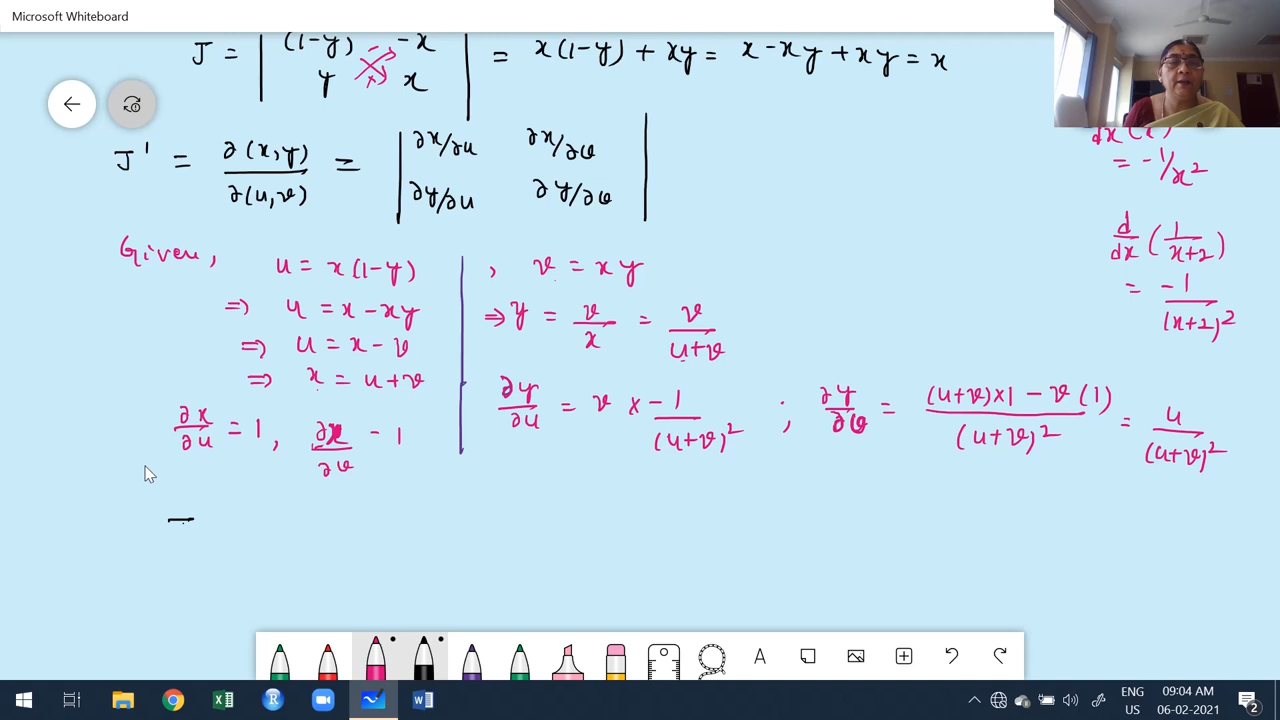 Microsoft Whiteboard
J = | (1-y) -x | = x(1-y) + xy = x - xy + xy = x
| y x |
J' = ∂(x,y)/∂(u,v) = | ∂x/∂u ∂x/∂v |
| ∂y/∂u ∂y/∂v |
= -1/x²
d/dx (1/x+2)
= -1/(x+2)²
Given, u = x(1-y) , v = xy
⇒ u = x - xy ⇒ y = v/x = v/u+v
⇒ u = x - v
⇒ x = u+v
∂x/∂u = 1, ∂x/∂v - 1 ∂y/∂u = v × -1/(u+v)² ; ∂y/∂v = (u+v)×1 - v(1)/(u+v)² = u/(u+v)²
A
ENG 09:04 AM
US 06-02-2021
2